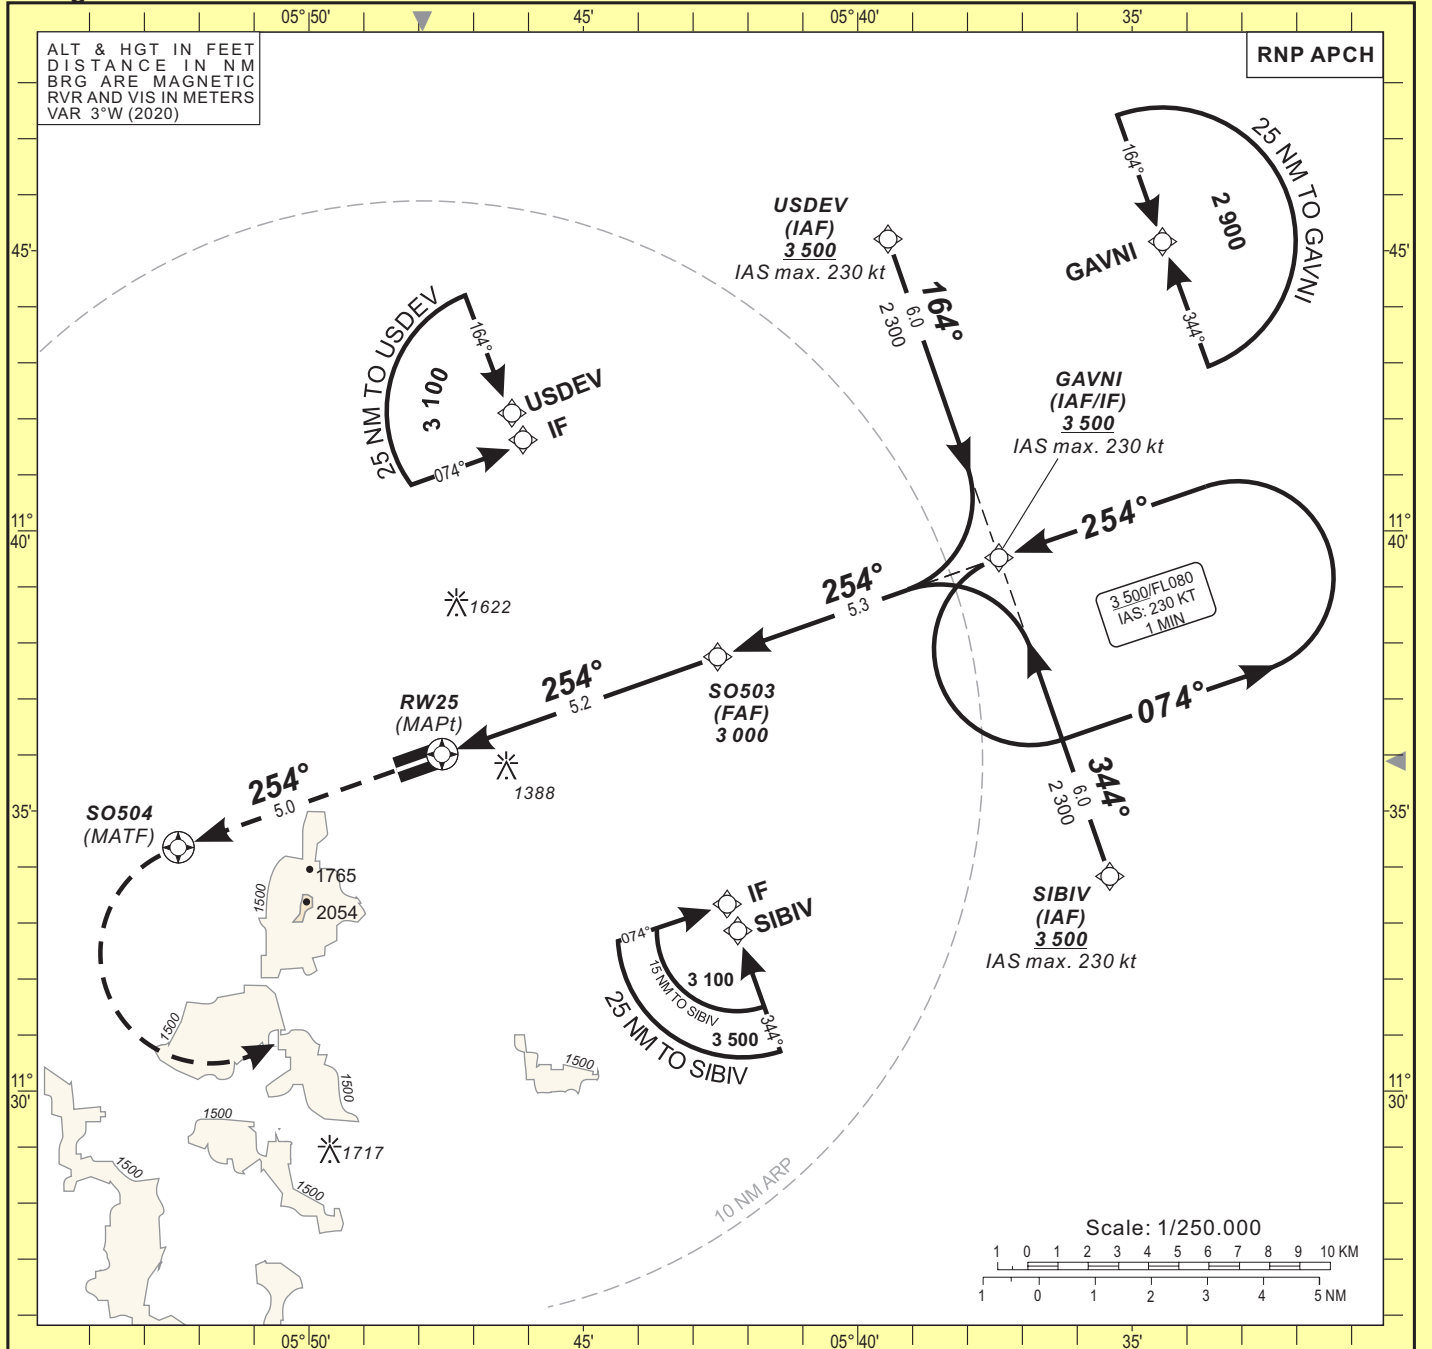 05°50'
45'
05°40'
35'
ALT & HGT IN FEET
DISTANCE IN NM
BRG ARE MAGNETIC
RVR AND VIS IN METERS
VAR 3°W (2020)
RNP APCH
25 NM TO GAVNI
164°
2 900
GAVNI
344°
USDEV
(IAF)
3 500
IAS max. 230 kt
45'
45'
164°
6.0
2 300
25 NM TO USDEV
164°
3 100
USDEV
IF
074°
GAVNI
(IAF/IF)
3 500
IAS max. 230 kt
11°
40'
11°
40'
254°
3 500/FL080
IAS: 230 KT
1 MIN
074°
254°
5.3
1622
254°
5.2
SO503
(FAF)
3 000
RW25
(MAPt)
1388
254°
5.0
SO504
(MATF)
35'
35'
344°
6.0
2 300
SIBIV
(IAF)
3 500
IAS max. 230 kt
1765
2054
1500
IF
SIBIV
074°
3 100
15 NM TO SIBIV
3 500
344°
25 NM TO SIBIV
1500
1500
1500
11°
30'
11°
30'
1500
1717
1500
1500
10 NM ARP
Scale: 1/250.000
1 0 1 2 3 4 5 6 7 8 9 10 KM
1 0 1 2 3 4 5 NM
05°50'
45'
05°40'
35'